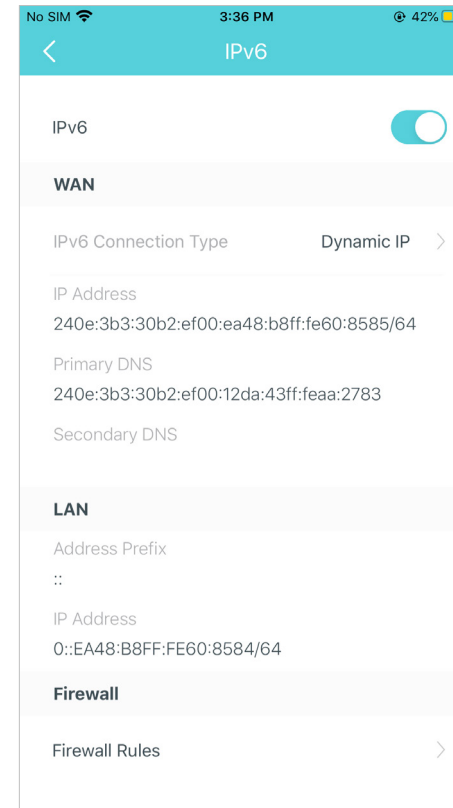 No SIM 3:36 PM 42%
IPv6
IPv6
WAN
IPv6 Connection Type Dynamic IP
IP Address
240e:3b3:30b2:ef00:ea48:b8ff:fe60:8585/64
Primary DNS
240e:3b3:30b2:ef00:12da:43ff:feaa:2783
Secondary DNS
LAN
Address Prefix
::
IP Address
0::EA48:B8FF:FE60:8584/64
Firewall
Firewall Rules